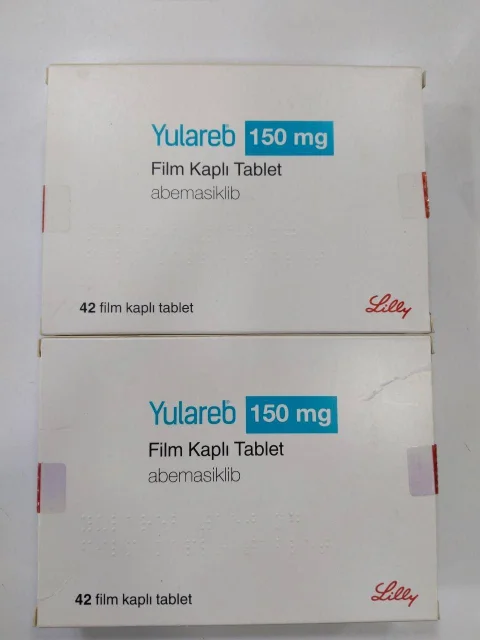 Yulareb® 150 mg
Film Kaplı Tablet
abemasiklib
42 film kaplı tablet
Lilly
Yulareb® 150 mg
Film Kaplı Tablet
abemasiklib
42 film kaplı tablet
Lilly